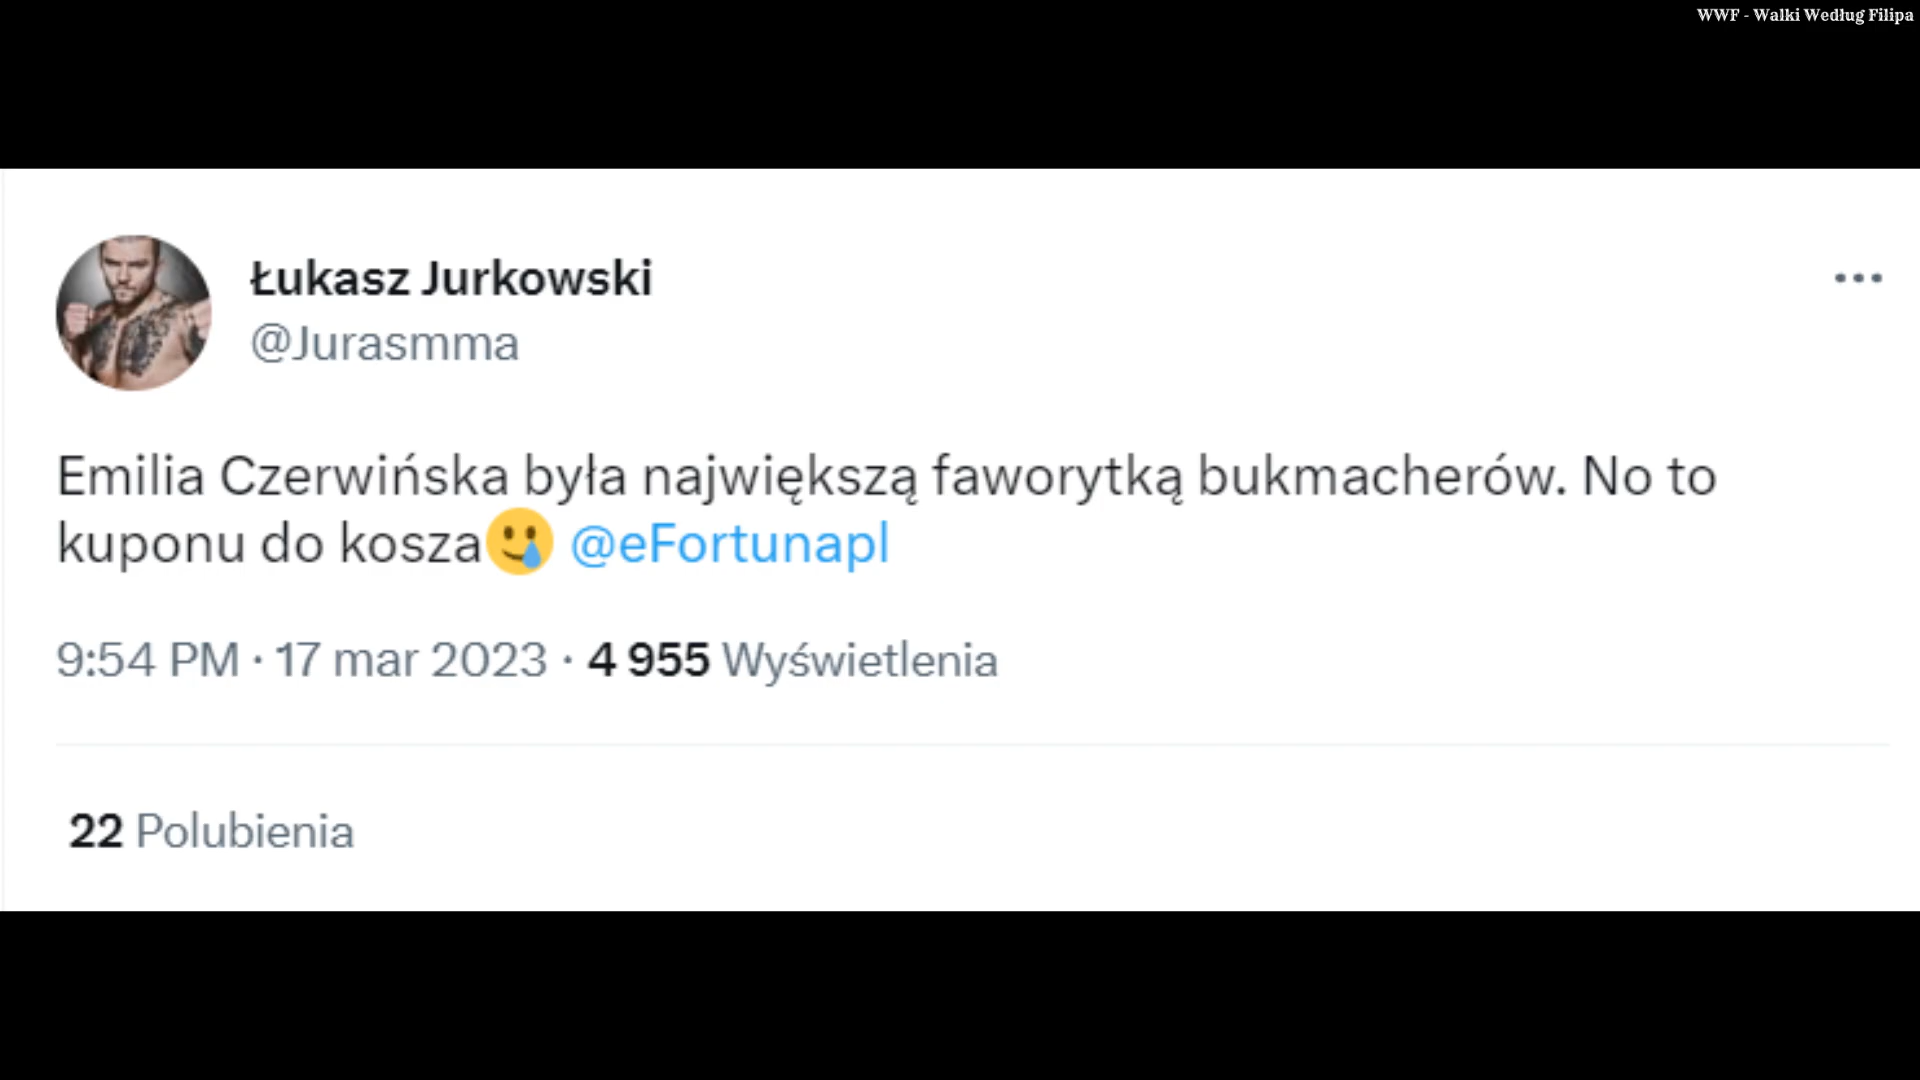 WWF - Walki Według Filipa
Łukasz Jurkowski
@Jurasmma
Emilia Czerwińska była największą faworytką bukmacherów. No to
kuponu do kosza🥲 @eFortunapl
9:54 PM · 17 mar 2023 · 4 955 Wyświetlenia
22 Polubienia